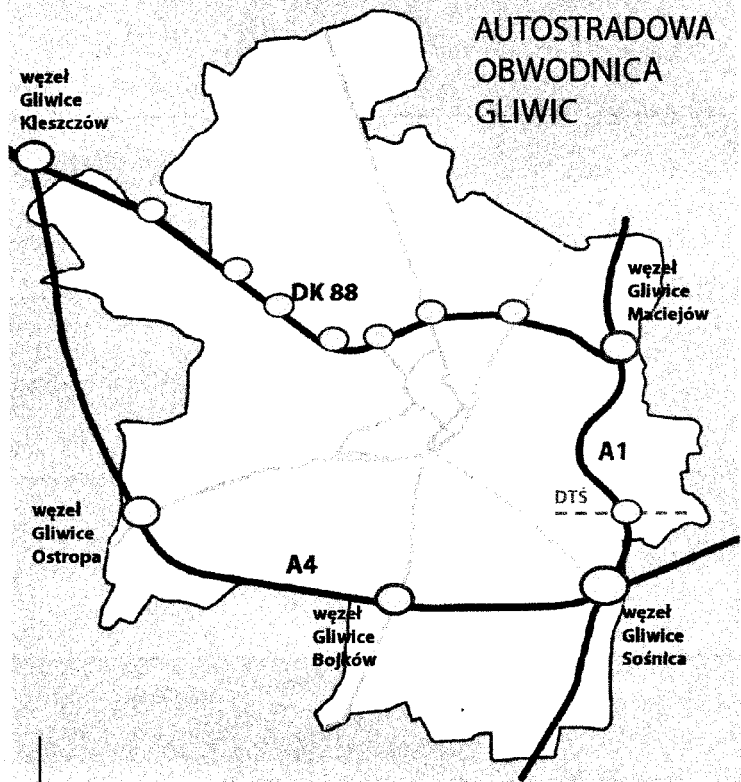 AUTOSTRADOWA
OBWODNICA
GLIWIC
węzeł
Gliwice
Kleszczów
DK 88
węzeł
Gliwice
Maciejów
A1
DTŚ
węzeł
Gliwice
Ostropa
A4
węzeł
Gliwice
Bojków
węzeł
Gliwice
Sośnica